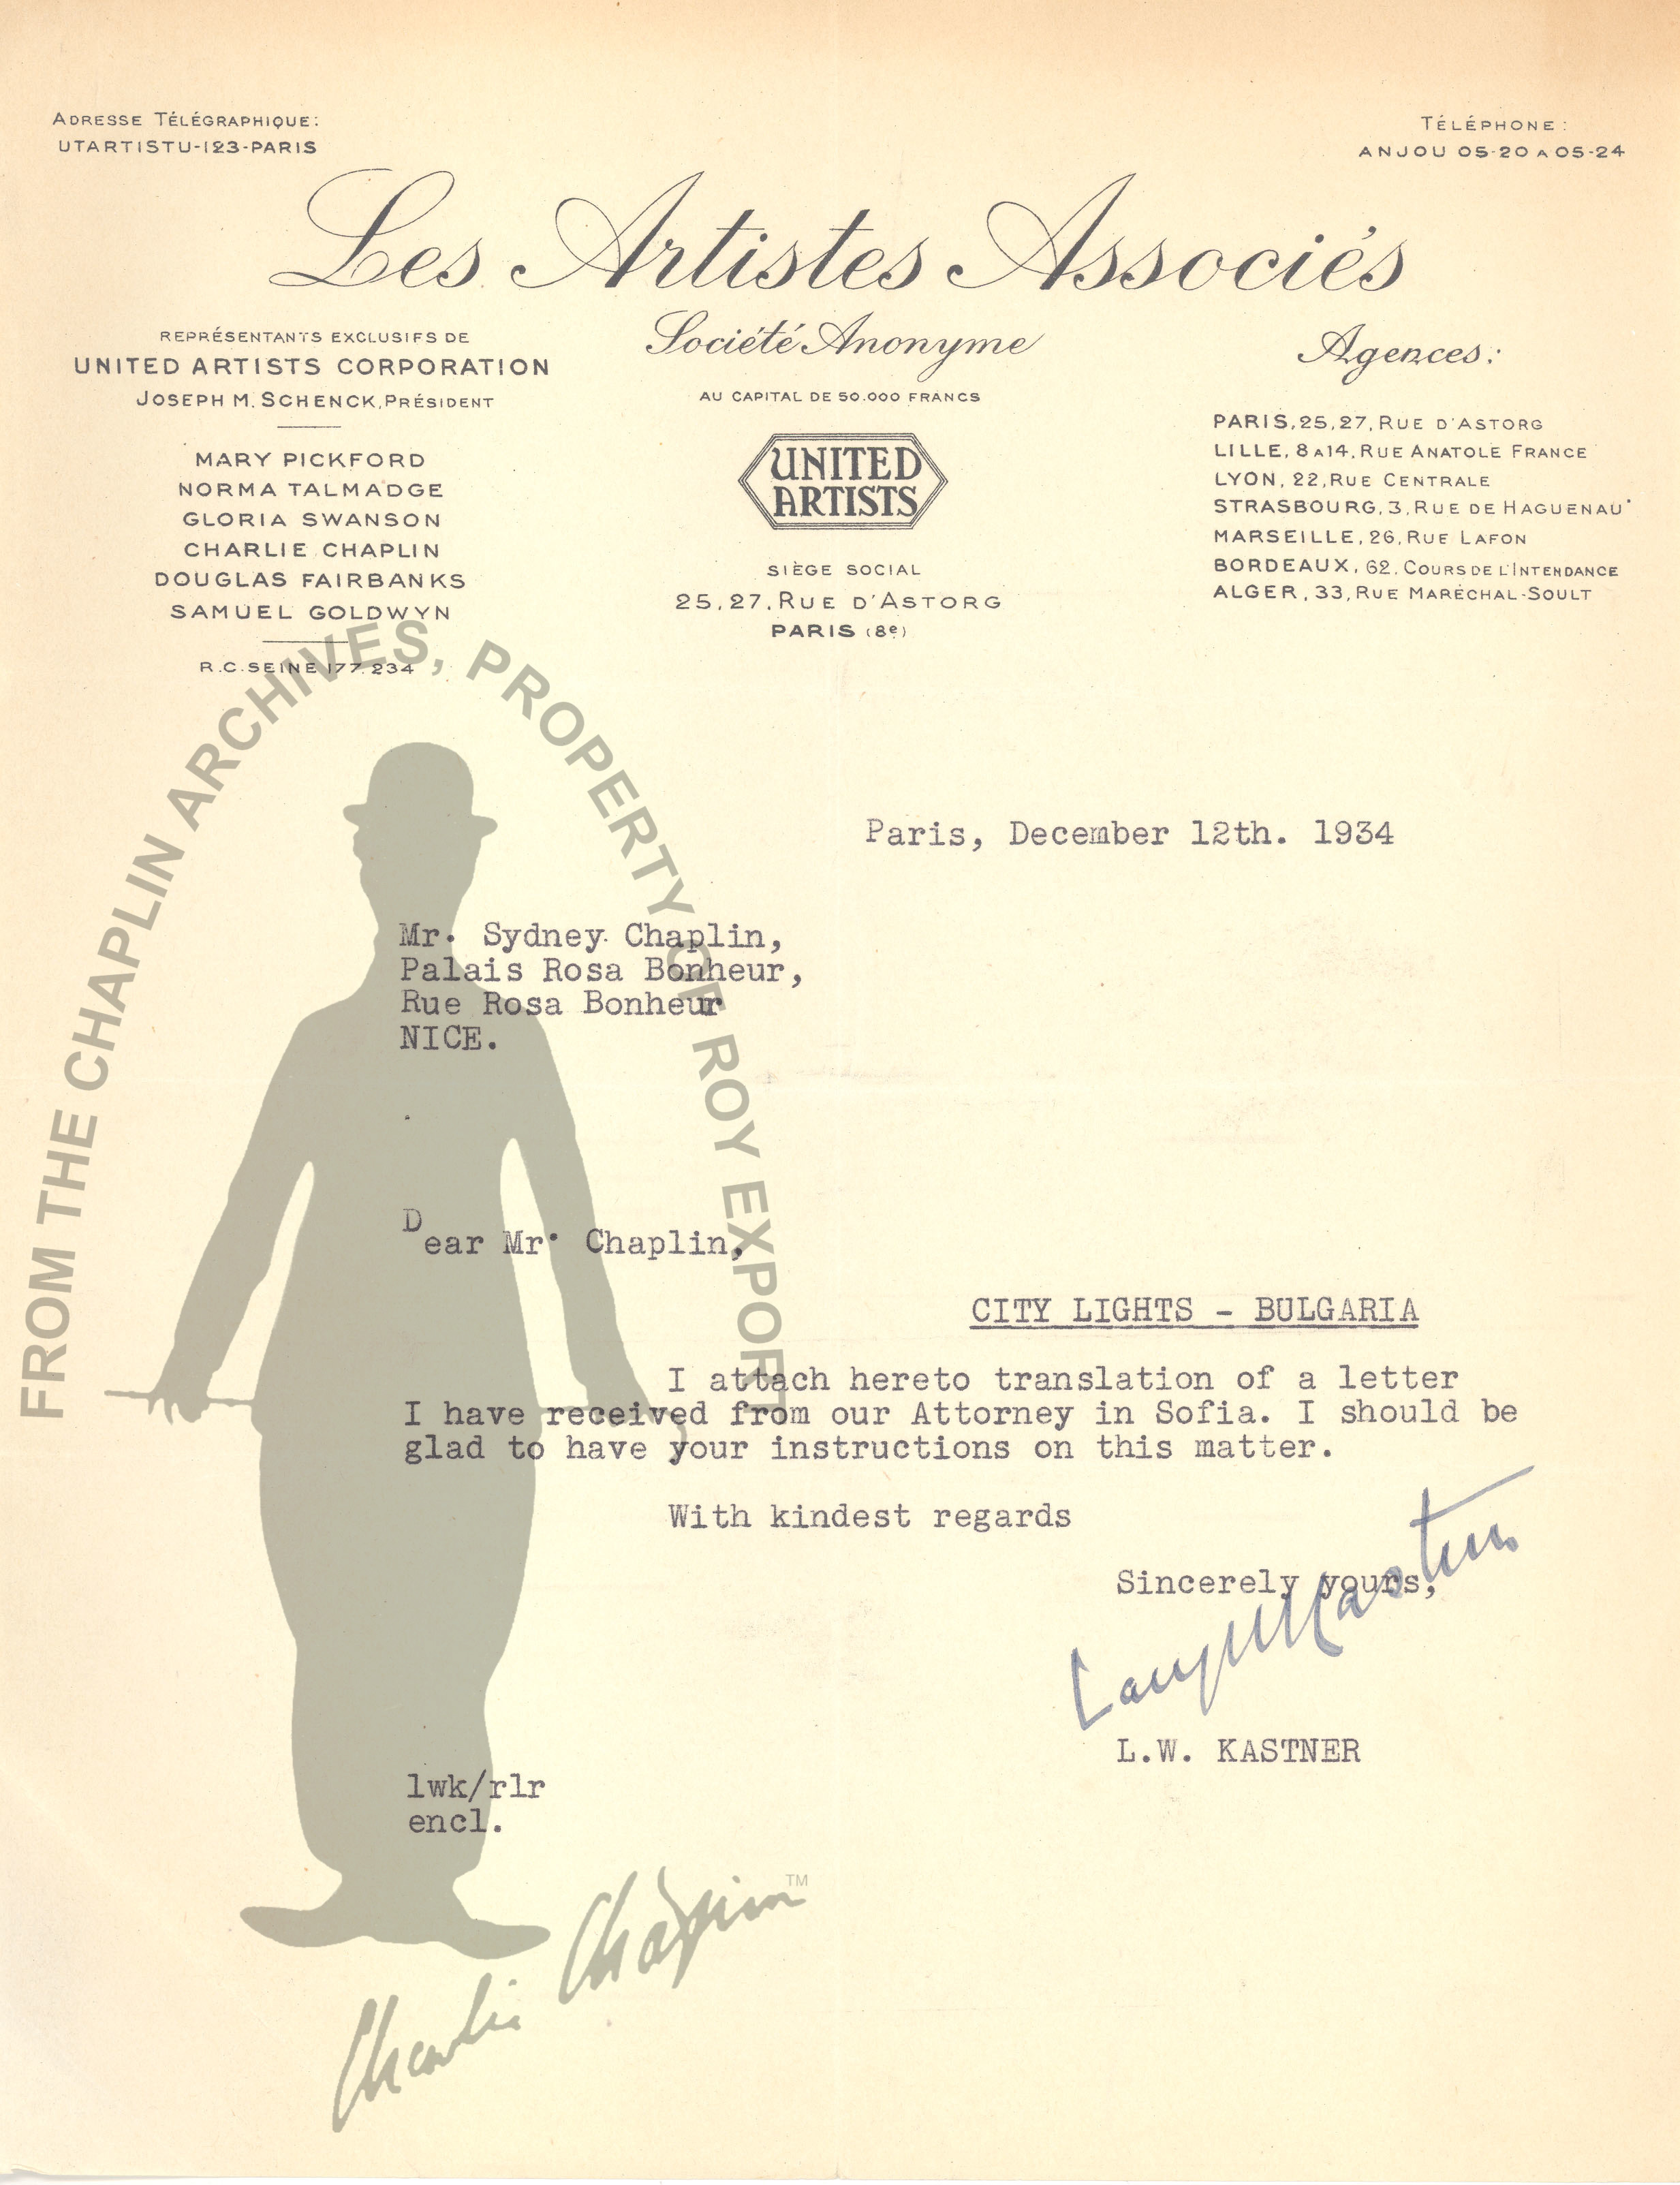 ADRESSE TÉLÉGRAPHIQUE:
UTARTISTU-123-PARIS
TÉLÉPHONE:
ANJOU 05-20 A 05-24
Les Artistes Associés
Société Anonyme
AU CAPITAL DE 50.000 FRANCS
REPRÉSENTANTS EXCLUSIFS DE
UNITED ARTISTS CORPORATION
JOSEPH M. SCHENCK, PRÉSIDENT
MARY PICKFORD
NORMA TALMADGE
GLORIA SWANSON
CHARLIE CHAPLIN
DOUGLAS FAIRBANKS
SAMUEL GOLDWYN
R.C. SEINE 177.234
UNITED
ARTISTS
SIÈGE SOCIAL
25,27, RUE D'ASTORG
PARIS (8e)
Agences:
PARIS, 25,27, RUE D'ASTORG
LILLE, 8 A 14, RUE ANATOLE FRANCE
LYON, 22, RUE CENTRALE
STRASBOURG, 3, RUE DE HAGUENAU
MARSEILLE, 26, RUE LAFON
BORDEAUX, 62, COURS DE L'INTENDANCE
ALGER, 33, RUE MARÉCHAL-SOULT
FROM THE CHAPLIN ARCHIVES, PROPERTY OF ROY EXPORT
Paris, December 12th. 1934
Mr. Sydney Chaplin,
Palais Rosa Bonheur,
Rue Rosa Bonheur
NICE.
Dear Mr. Chaplin,
CITY LIGHTS - BULGARIA
I attach hereto translation of a letter
I have received from our Attorney in Sofia. I should be
glad to have your instructions on this matter.
With kindest regards
Sincerely yours,
L.W. KASTNER
lwk/rlr
encl.
Charlie Chaplin TM